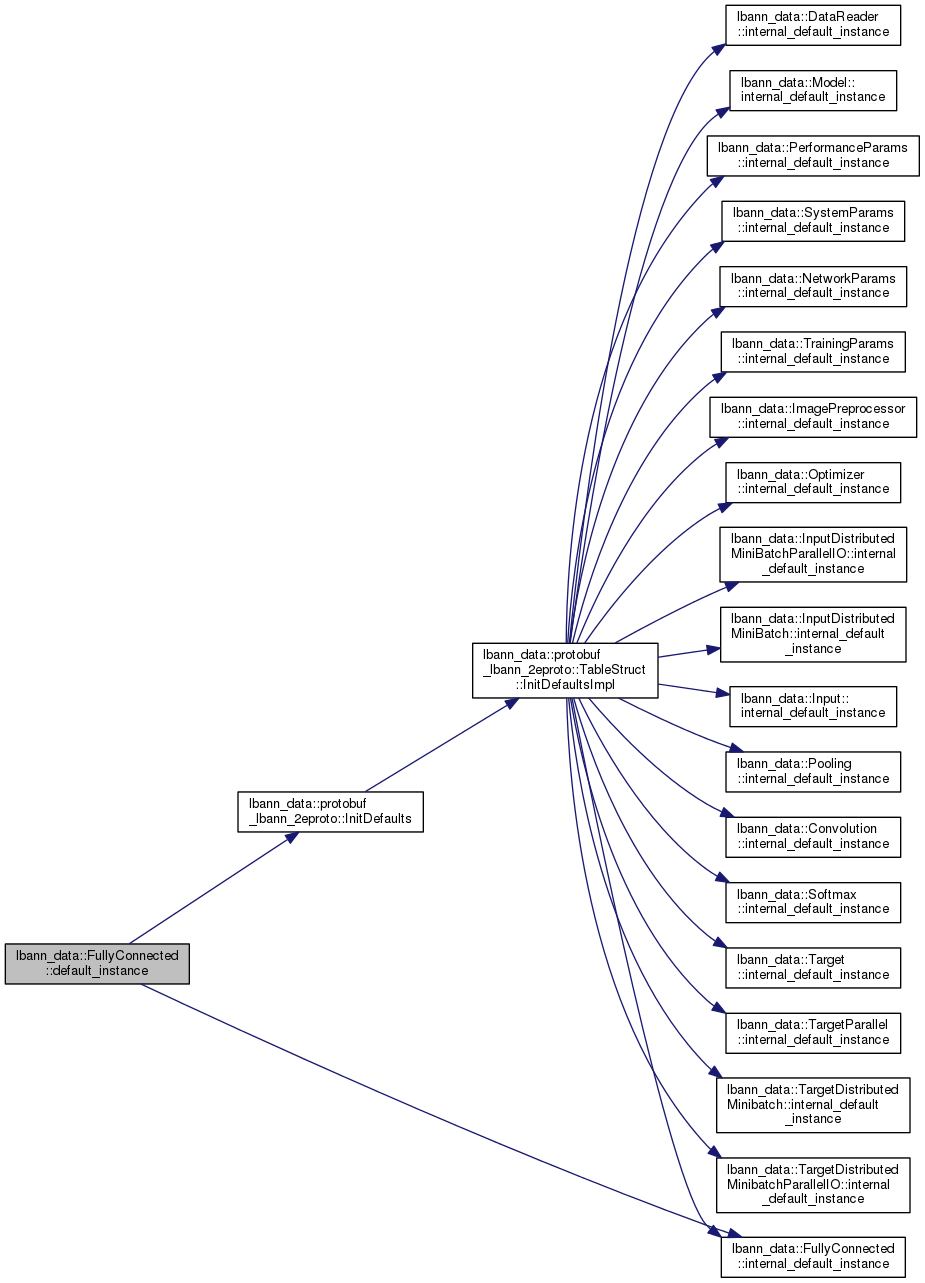 lbann_data::DataReader
::internal_default_instance
lbann_data::Model::
internal_default_instance
lbann_data::PerformanceParams
::internal_default_instance
lbann_data::SystemParams
::internal_default_instance
lbann_data::NetworkParams
::internal_default_instance
lbann_data::TrainingParams
::internal_default_instance
lbann_data::ImagePreprocessor
::internal_default_instance
lbann_data::Optimizer
::internal_default_instance
lbann_data::InputDistributed
MiniBatchParallelIO::internal
_default_instance
lbann_data::InputDistributed
MiniBatch::internal_default
_instance
lbann_data::protobuf
_lbann_2eproto::TableStruct
::InitDefaultsImpl
lbann_data::Input::
internal_default_instance
lbann_data::Pooling
::internal_default_instance
lbann_data::protobuf
_lbann_2eproto::InitDefaults
lbann_data::Convolution
::internal_default_instance
lbann_data::Softmax
::internal_default_instance
lbann_data::FullyConnected
::default_instance
lbann_data::Target
::internal_default_instance
lbann_data::TargetParallel
::internal_default_instance
lbann_data::TargetDistributed
Minibatch::internal_default
_instance
lbann_data::TargetDistributed
MinibatchParallelIO::internal
_default_instance
lbann_data::FullyConnected
::internal_default_instance